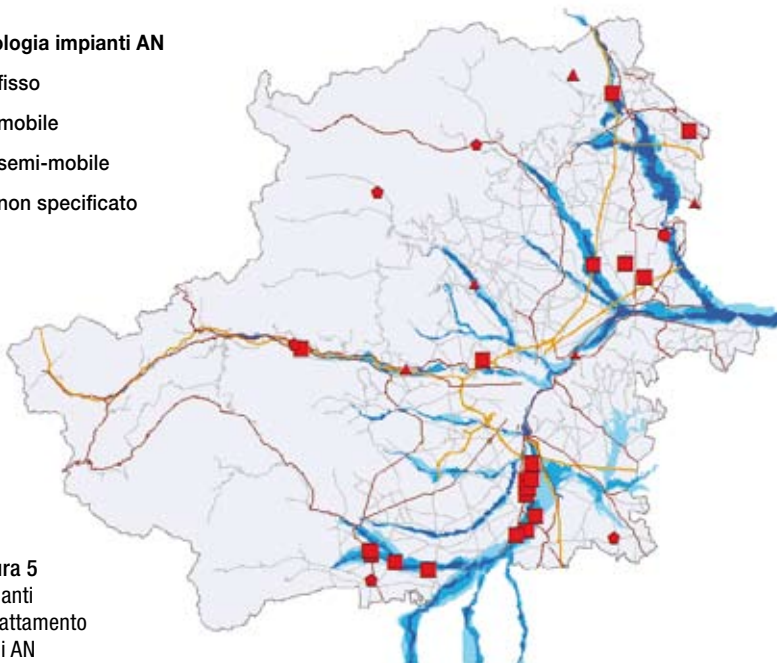 ologia impianti AN
fisso
mobile
semi-mobile
non specificato
ura 5
anti
attamento
i AN